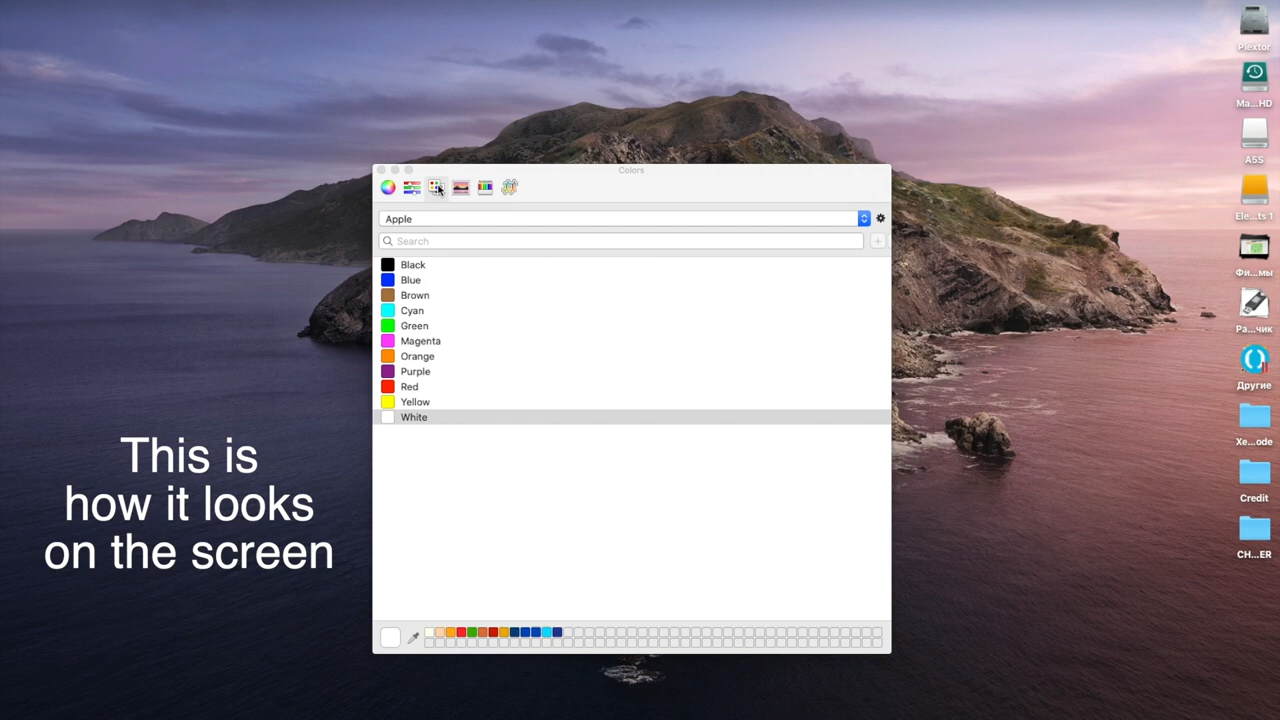 Colors
Apple
Search
Black
Blue
Brown
Cyan
Green
Magenta
Orange
Purple
Red
Yellow
White
This is
how it looks
on the screen
Plextor
Ma...HD
A5S
Ele...ts 1
Фи...мы
Ра...чик
Другие
Xe...ode
Credit
CH...ER